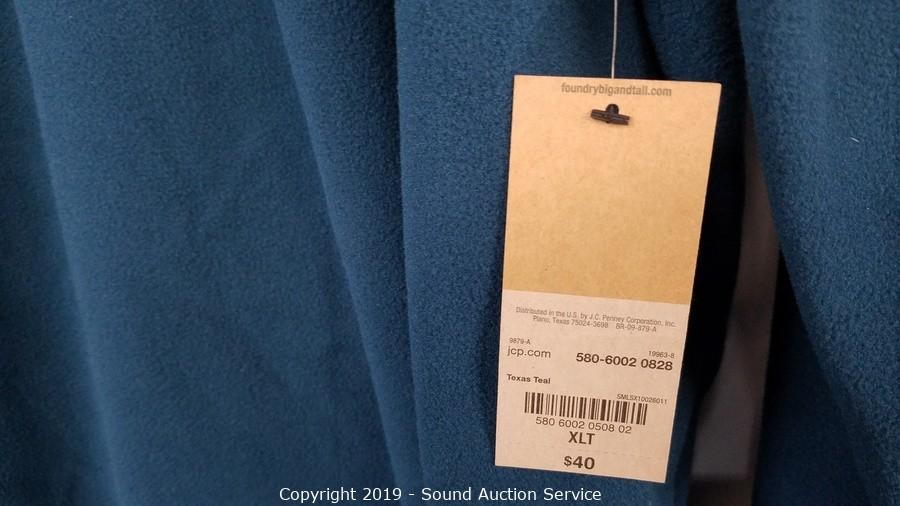 foundrybigandtall.com
Distributed in the U.S. by J.C. Penney Corporation, Inc.
Plano, Texas 75024-3698 BR-09-879-A
9879-A 19963-8
jcp.com 580-6002 0828
Texas Teal
SMLSX10026011
580 6002 0508 02
XLT
$40
Copyright 2019 - Sound Auction Service